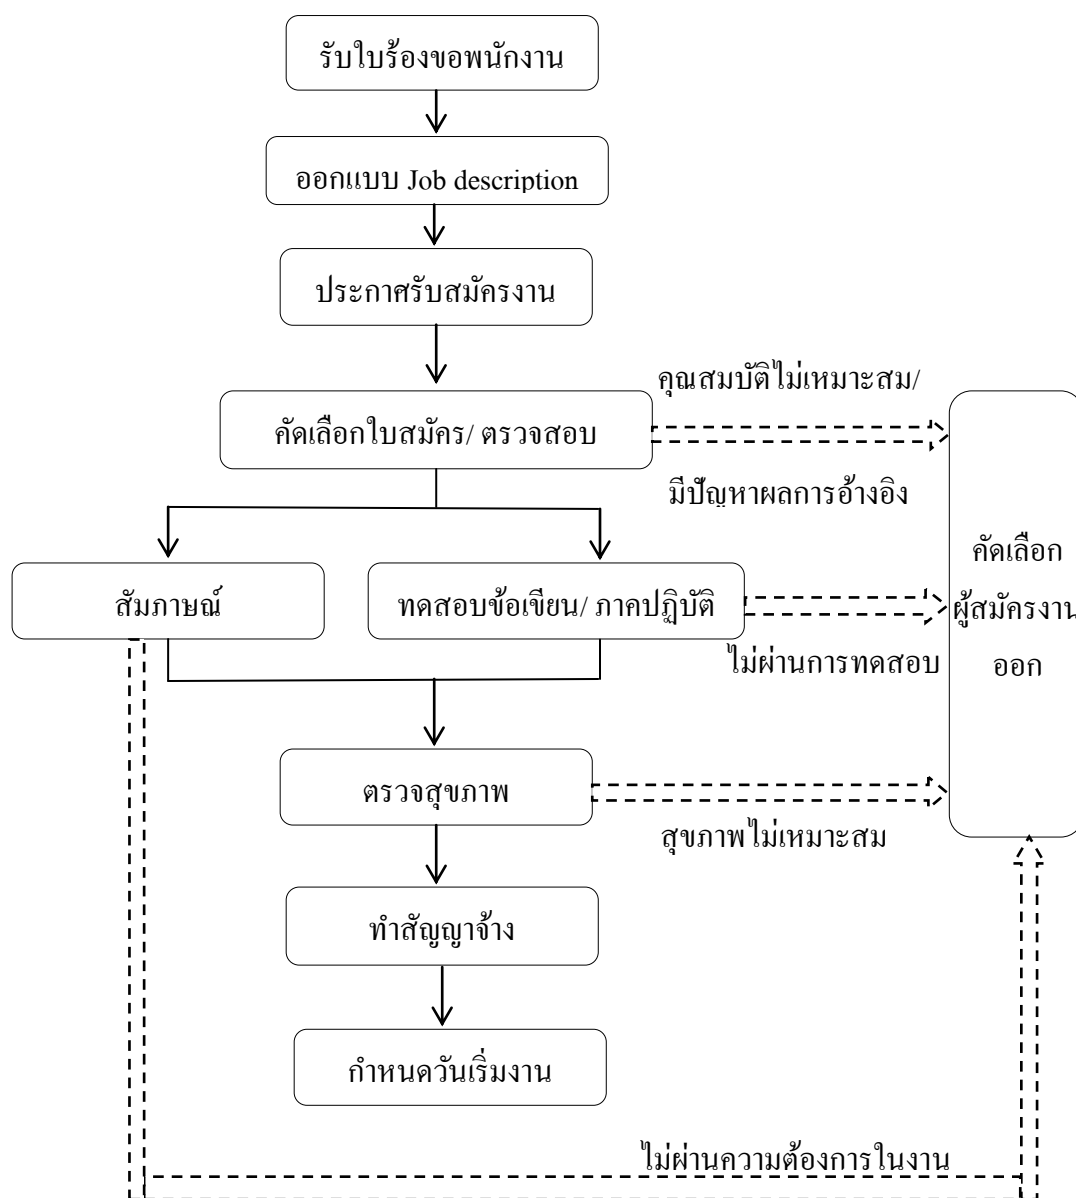 รับใบร้องขอพนักงาน
ออกแบบ Job description
ประกาศรับสมัครงาน
คุณสมบัติไม่เหมาะสม/
คัดเลือกใบสมัคร/ ตรวจสอบ
มีปัญหาผลการอ้างอิง
คัดเลือก
ผู้สมัครงาน
ออก
สัมภาษณ์
ทดสอบข้อเขียน/ ภาคปฏิบัติ
ไม่ผ่านการทดสอบ
ตรวจสุขภาพ
สุขภาพไม่เหมาะสม
ทำสัญญาจ้าง
กำหนดวันเริ่มงาน
ไม่ผ่านความต้องการในงาน